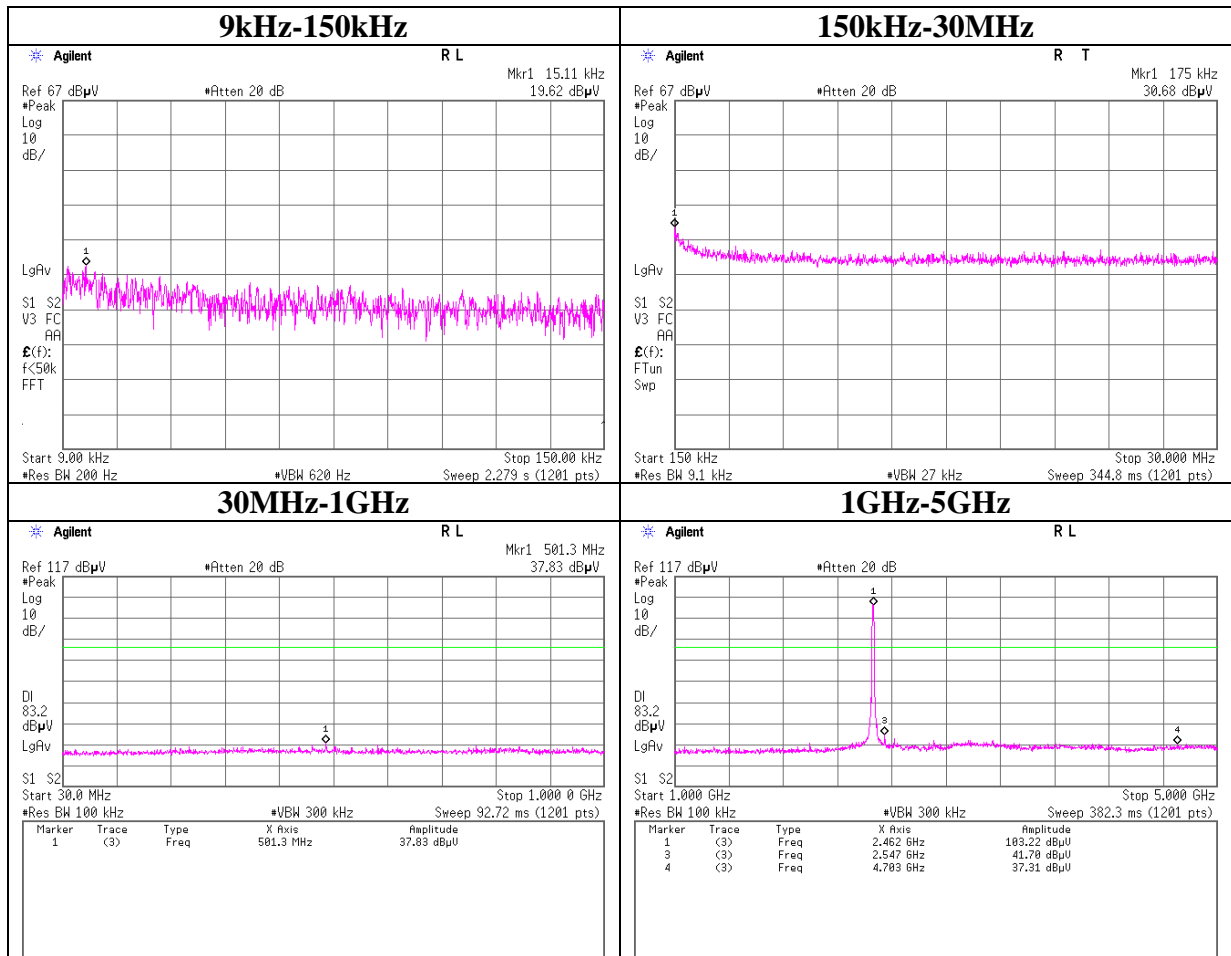 9kHz-150kHz
Agilent
R L
Mkr1 15.11 kHz
Ref 67 dBµV
#Atten 20 dB
19.62 dBµV
#Peak
Log
10
dB/
1
LgAv
S1 S2
V3 FC
AA
£(f):
f<50k
FFT
Start 9.00 kHz
Stop 150.00 kHz
#Res BW 200 Hz
#VBW 620 Hz
Sweep 2.279 s (1201 pts)
150kHz-30MHz
Agilent
R T
Mkr1 175 kHz
Ref 67 dBµV
#Atten 20 dB
30.68 dBµV
#Peak
Log
10
dB/
1
LgAv
S1 S2
V3 FC
AA
£(f):
FTun
Swp
Start 150 kHz
Stop 30.000 MHz
#Res BW 9.1 kHz
#VBW 27 kHz
Sweep 344.8 ms (1201 pts)
30MHz-1GHz
Agilent
R L
Mkr1 501.3 MHz
Ref 117 dBµV
#Atten 20 dB
37.83 dBµV
#Peak
Log
10
dB/
1
DI
83.2
dBµV
LgAv
S1 S2
Start 30.0 MHz
Stop 1.000 0 GHz
#Res BW 100 kHz
#VBW 300 kHz
Sweep 92.72 ms (1201 pts)
Marker Trace Type X Axis Amplitude
1 (3) Freq 501.3 MHz 37.83 dBµV
1GHz-5GHz
Agilent
R L
Ref 117 dBµV
#Atten 20 dB
#Peak
Log
10
dB/
1
3
4
DI
83.2
dBµV
LgAv
S1 S2
Start 1.000 GHz
Stop 5.000 GHz
#Res BW 100 kHz
#VBW 300 kHz
Sweep 382.3 ms (1201 pts)
Marker Trace Type X Axis Amplitude
1 (3) Freq 2.462 GHz 103.22 dBµV
3 (3) Freq 2.547 GHz 41.70 dBµV
4 (3) Freq 4.703 GHz 37.31 dBµV